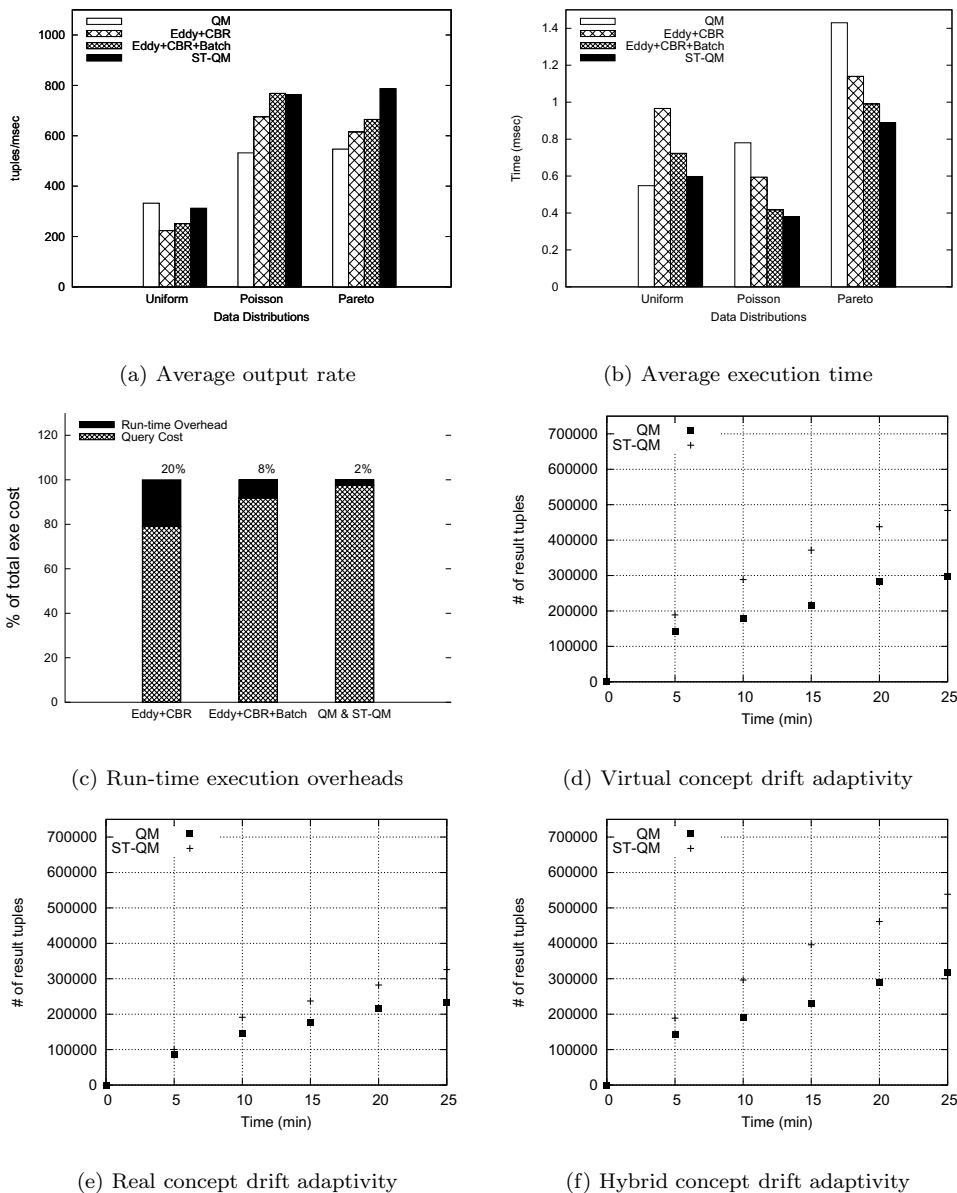 QM
Eddy+CBR
Eddy+CBR+Batch
ST-QM
1000
800
600
400
200
0
tuples/msec
Uniform Poisson Pareto
Data Distributions
(a) Average output rate
QM
Eddy+CBR
Eddy+CBR+Batch
ST-QM
1.4
1.2
1
0.8
0.6
0.4
0.2
0
Time (msec)
Uniform Poisson Pareto
Data Distributions
(b) Average execution time
Run-time Overhead
Query Cost
120
100
80
60
40
20
0
% of total exe cost
20% 8% 2%
Eddy+CBR Eddy+CBR+Batch QM & ST-QM
(c) Run-time execution overheads
QM
ST-QM
700000
600000
500000
400000
300000
200000
100000
0
# of result tuples
0 5 10 15 20 25
Time (min)
(d) Virtual concept drift adaptivity
QM
ST-QM
700000
600000
500000
400000
300000
200000
100000
0
# of result tuples
0 5 10 15 20 25
Time (min)
(e) Real concept drift adaptivity
QM
ST-QM
700000
600000
500000
400000
300000
200000
100000
0
# of result tuples
0 5 10 15 20 25
Time (min)
(f) Hybrid concept drift adaptivity